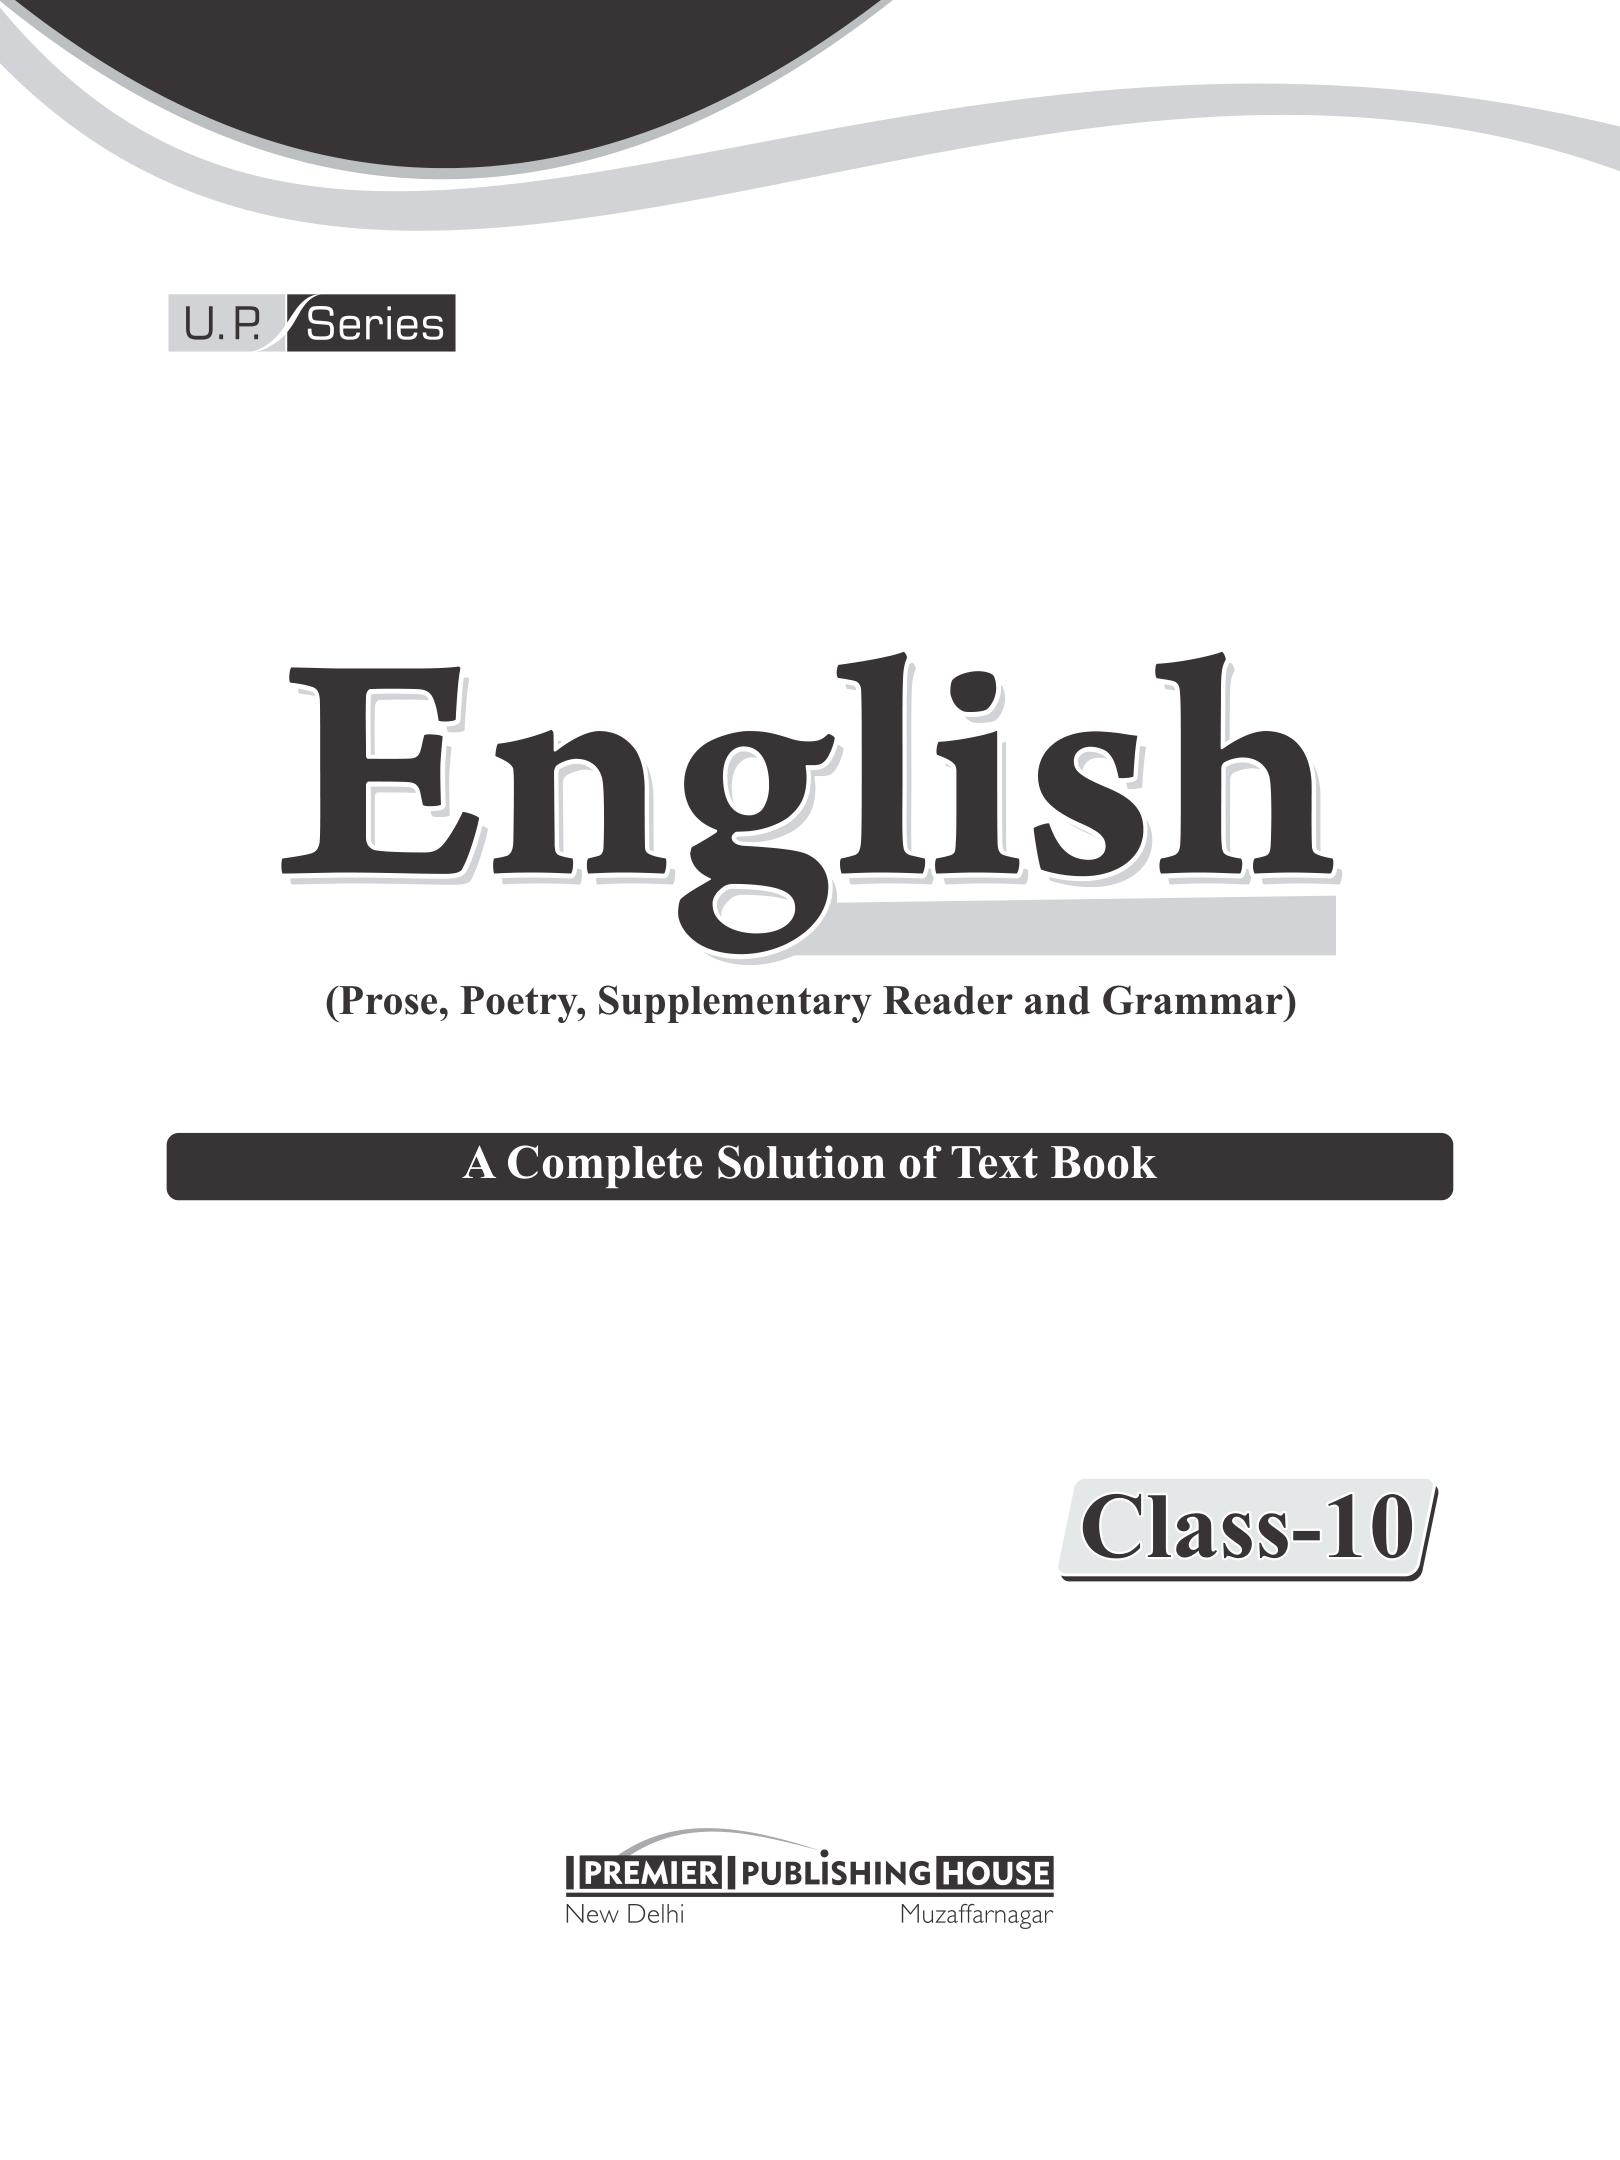 U.P. Series
English
(Prose, Poetry, Supplementary Reader and Grammar)
A Complete Solution of Text Book
Class-10
PREMIER PUBLISHING HOUSE
New Delhi Muzaffarnagar